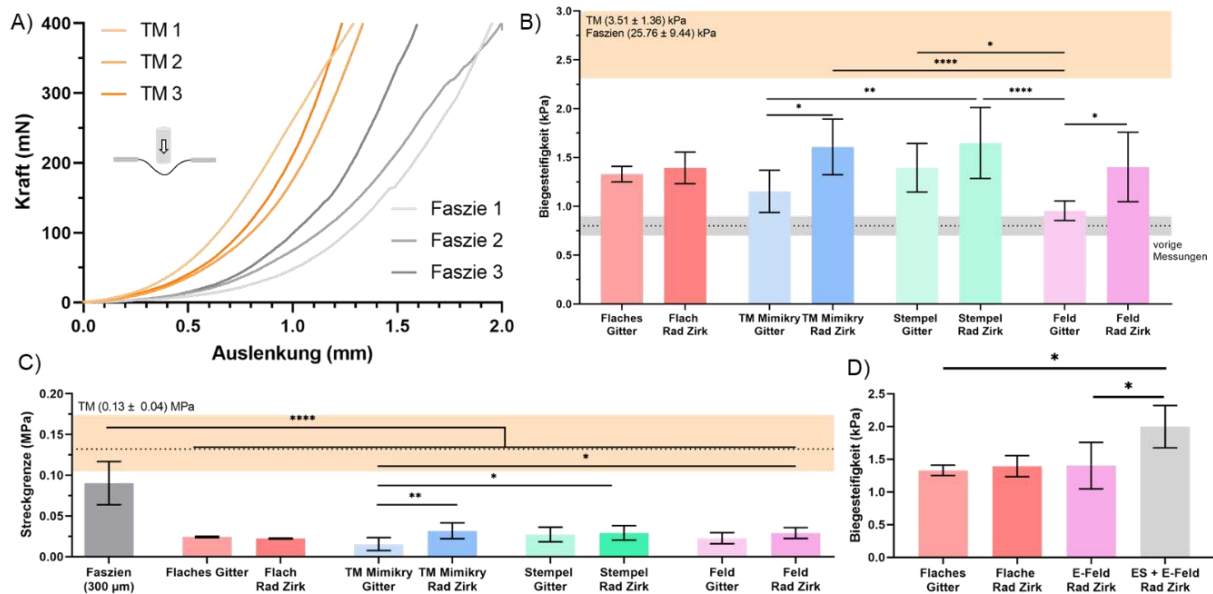 A)
400
300
200
100
0
Kraft (mN)
TM 1
TM 2
TM 3
Faszie 1
Faszie 2
Faszie 3
0.0
0.5
1.0
1.5
2.0
Auslenkung (mm)
B)
3.0
2.5
2.0
1.5
1.0
0.5
0.0
Biegesteifigkeit (kPa)
TM (3.51 ± 1.36) kPa
Faszien (25.76 ± 9.44) kPa
*
****
**
****
*
*
vorige
Messungen
Flaches
Gitter
Flach
Rad Zirk
TM Mimikry
Gitter
TM Mimikry
Rad Zirk
Stempel
Gitter
Stempel
Rad Zirk
Feld
Gitter
Feld
Rad Zirk
C)
0.20
0.15
0.10
0.05
0.00
Streckgrenze (MPa)
TM (0.13 ± 0.04) MPa
****
*
*
**
Faszien
(300 µm)
Flaches Gitter
Flach
Rad Zirk
TM Mimikry
Gitter
TM Mimikry
Rad Zirk
Stempel
Gitter
Stempel
Rad Zirk
Feld
Gitter
Feld
Rad Zirk
D)
2.5
2.0
1.5
1.0
0.5
0.0
Biegesteifigkeit (kPa)
*
*
Flaches
Gitter
Flache
Rad Zirk
E-Feld
Rad Zirk
ES + E-Feld
Rad Zirk